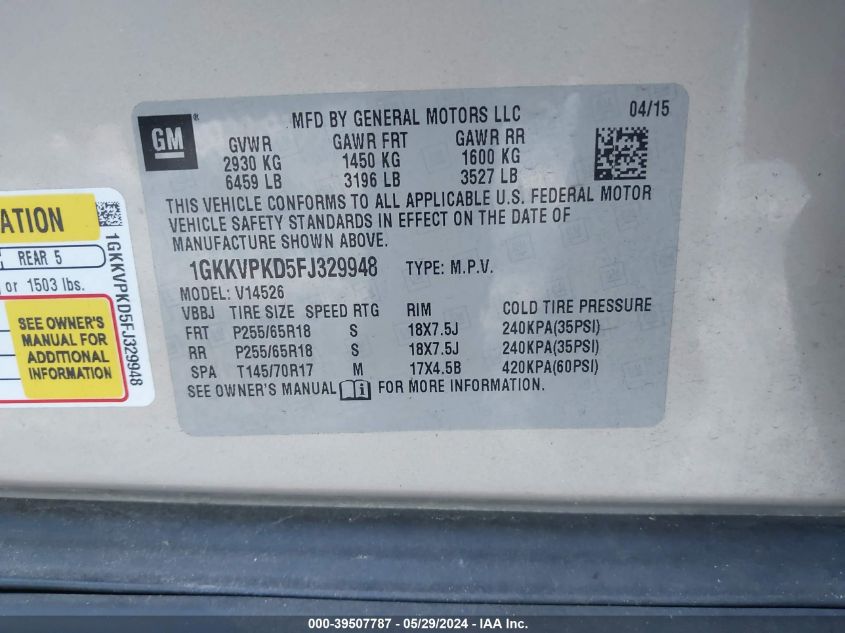 GM
MFD BY GENERAL MOTORS LLC 04/15
GVWR GAWR FRT GAWR RR
2930 KG 1450 KG 1600 KG
6459 LB 3196 LB 3527 LB
THIS VEHICLE CONFORMS TO ALL APPLICABLE U.S. FEDERAL MOTOR
VEHICLE SAFETY STANDARDS IN EFFECT ON THE DATE OF
MANUFACTURE SHOWN ABOVE.
1GKKVPKD5FJ329948 TYPE: M.P.V.
MODEL: V14526
VBBJ TIRE SIZE SPEED RTG RIM COLD TIRE PRESSURE
FRT P255/65R18 S 18X7.5J 240KPA(35PSI)
RR P255/65R18 S 18X7.5J 240KPA(35PSI)
SPA T145/70R17 M 17X4.5B 420KPA(60PSI)
SEE OWNER'S MANUAL i FOR MORE INFORMATION.
ATION
REAR 5
or 1503 lbs.
SEE OWNER'S
MANUAL FOR
ADDITIONAL
INFORMATION
1GKKVPKD5FJ329948
000-39507787 - 05/29/2024 - IAA Inc.